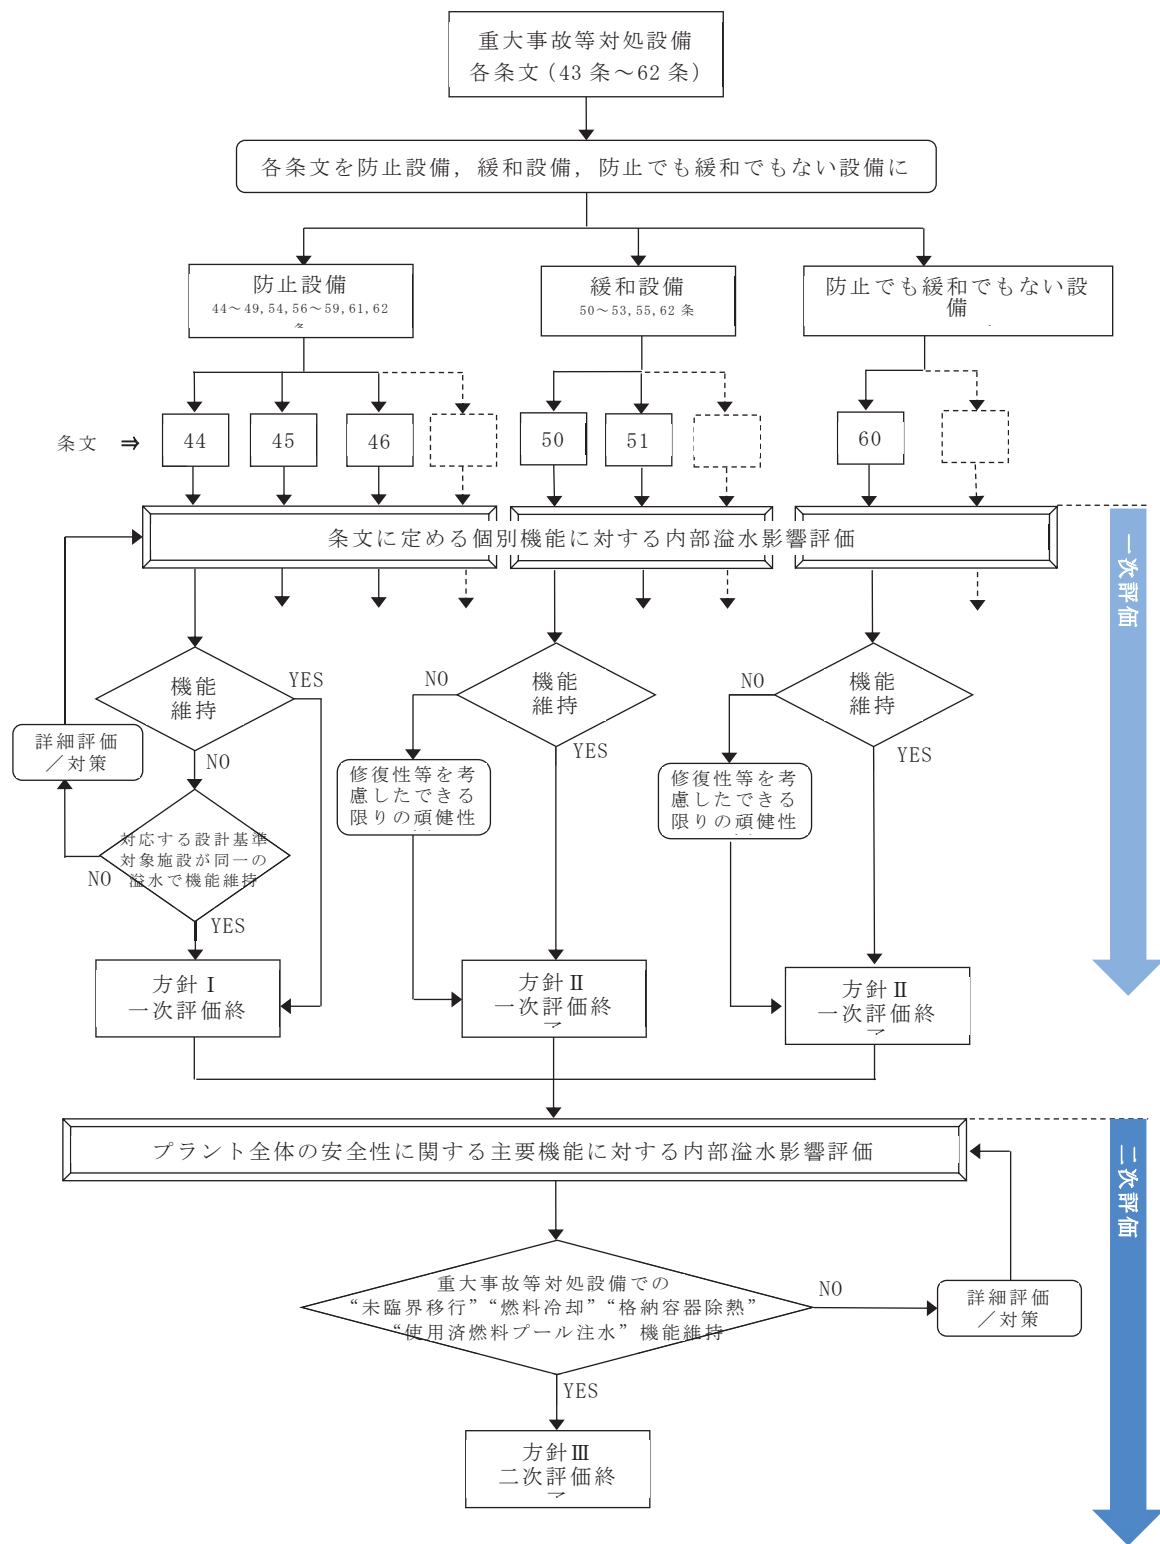 重大事故等対処設備
各条文(43条～62条)
各条文を防止設備，緩和設備，防止でも緩和でもない設備に
防止設備
44～49,54,56～59,61,62
緩和設備
50～53,55,62条
防止でも緩和でもない設
備
条文 ⇒
44
45
46
50
51
60
条文に定める個別機能に対する内部溢水影響評価
一次評価
機能
維持
YES
NO
詳細評価
／対策
対応する設計基準
対象施設が同一の
溢水で機能維持
NO
YES
方針Ⅰ
一次評価終
機能
維持
NO
YES
修復性等を考
慮したできる
限りの頑健性
方針Ⅱ
一次評価終
機能
維持
NO
YES
修復性等を考
慮したできる
限りの頑健性
方針Ⅱ
一次評価終
プラント全体の安全性に関する主要機能に対する内部溢水影響評価
二次評価
重大事故等対処設備での
“未臨界移行”“燃料冷却”“格納容器除熱”
“使用済燃料プール注水”機能維持
NO
詳細評価
／対策
YES
方針Ⅲ
二次評価終